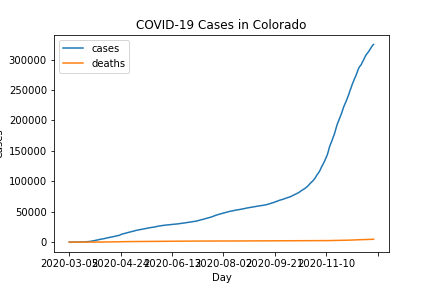 COVID-19 Cases in Colorado
cases
deaths
300000
250000
200000
150000
100000
50000
0
cases
2020-03-05 2020-04-24 2020-06-13 2020-08-02 2020-09-21 2020-11-10
Day